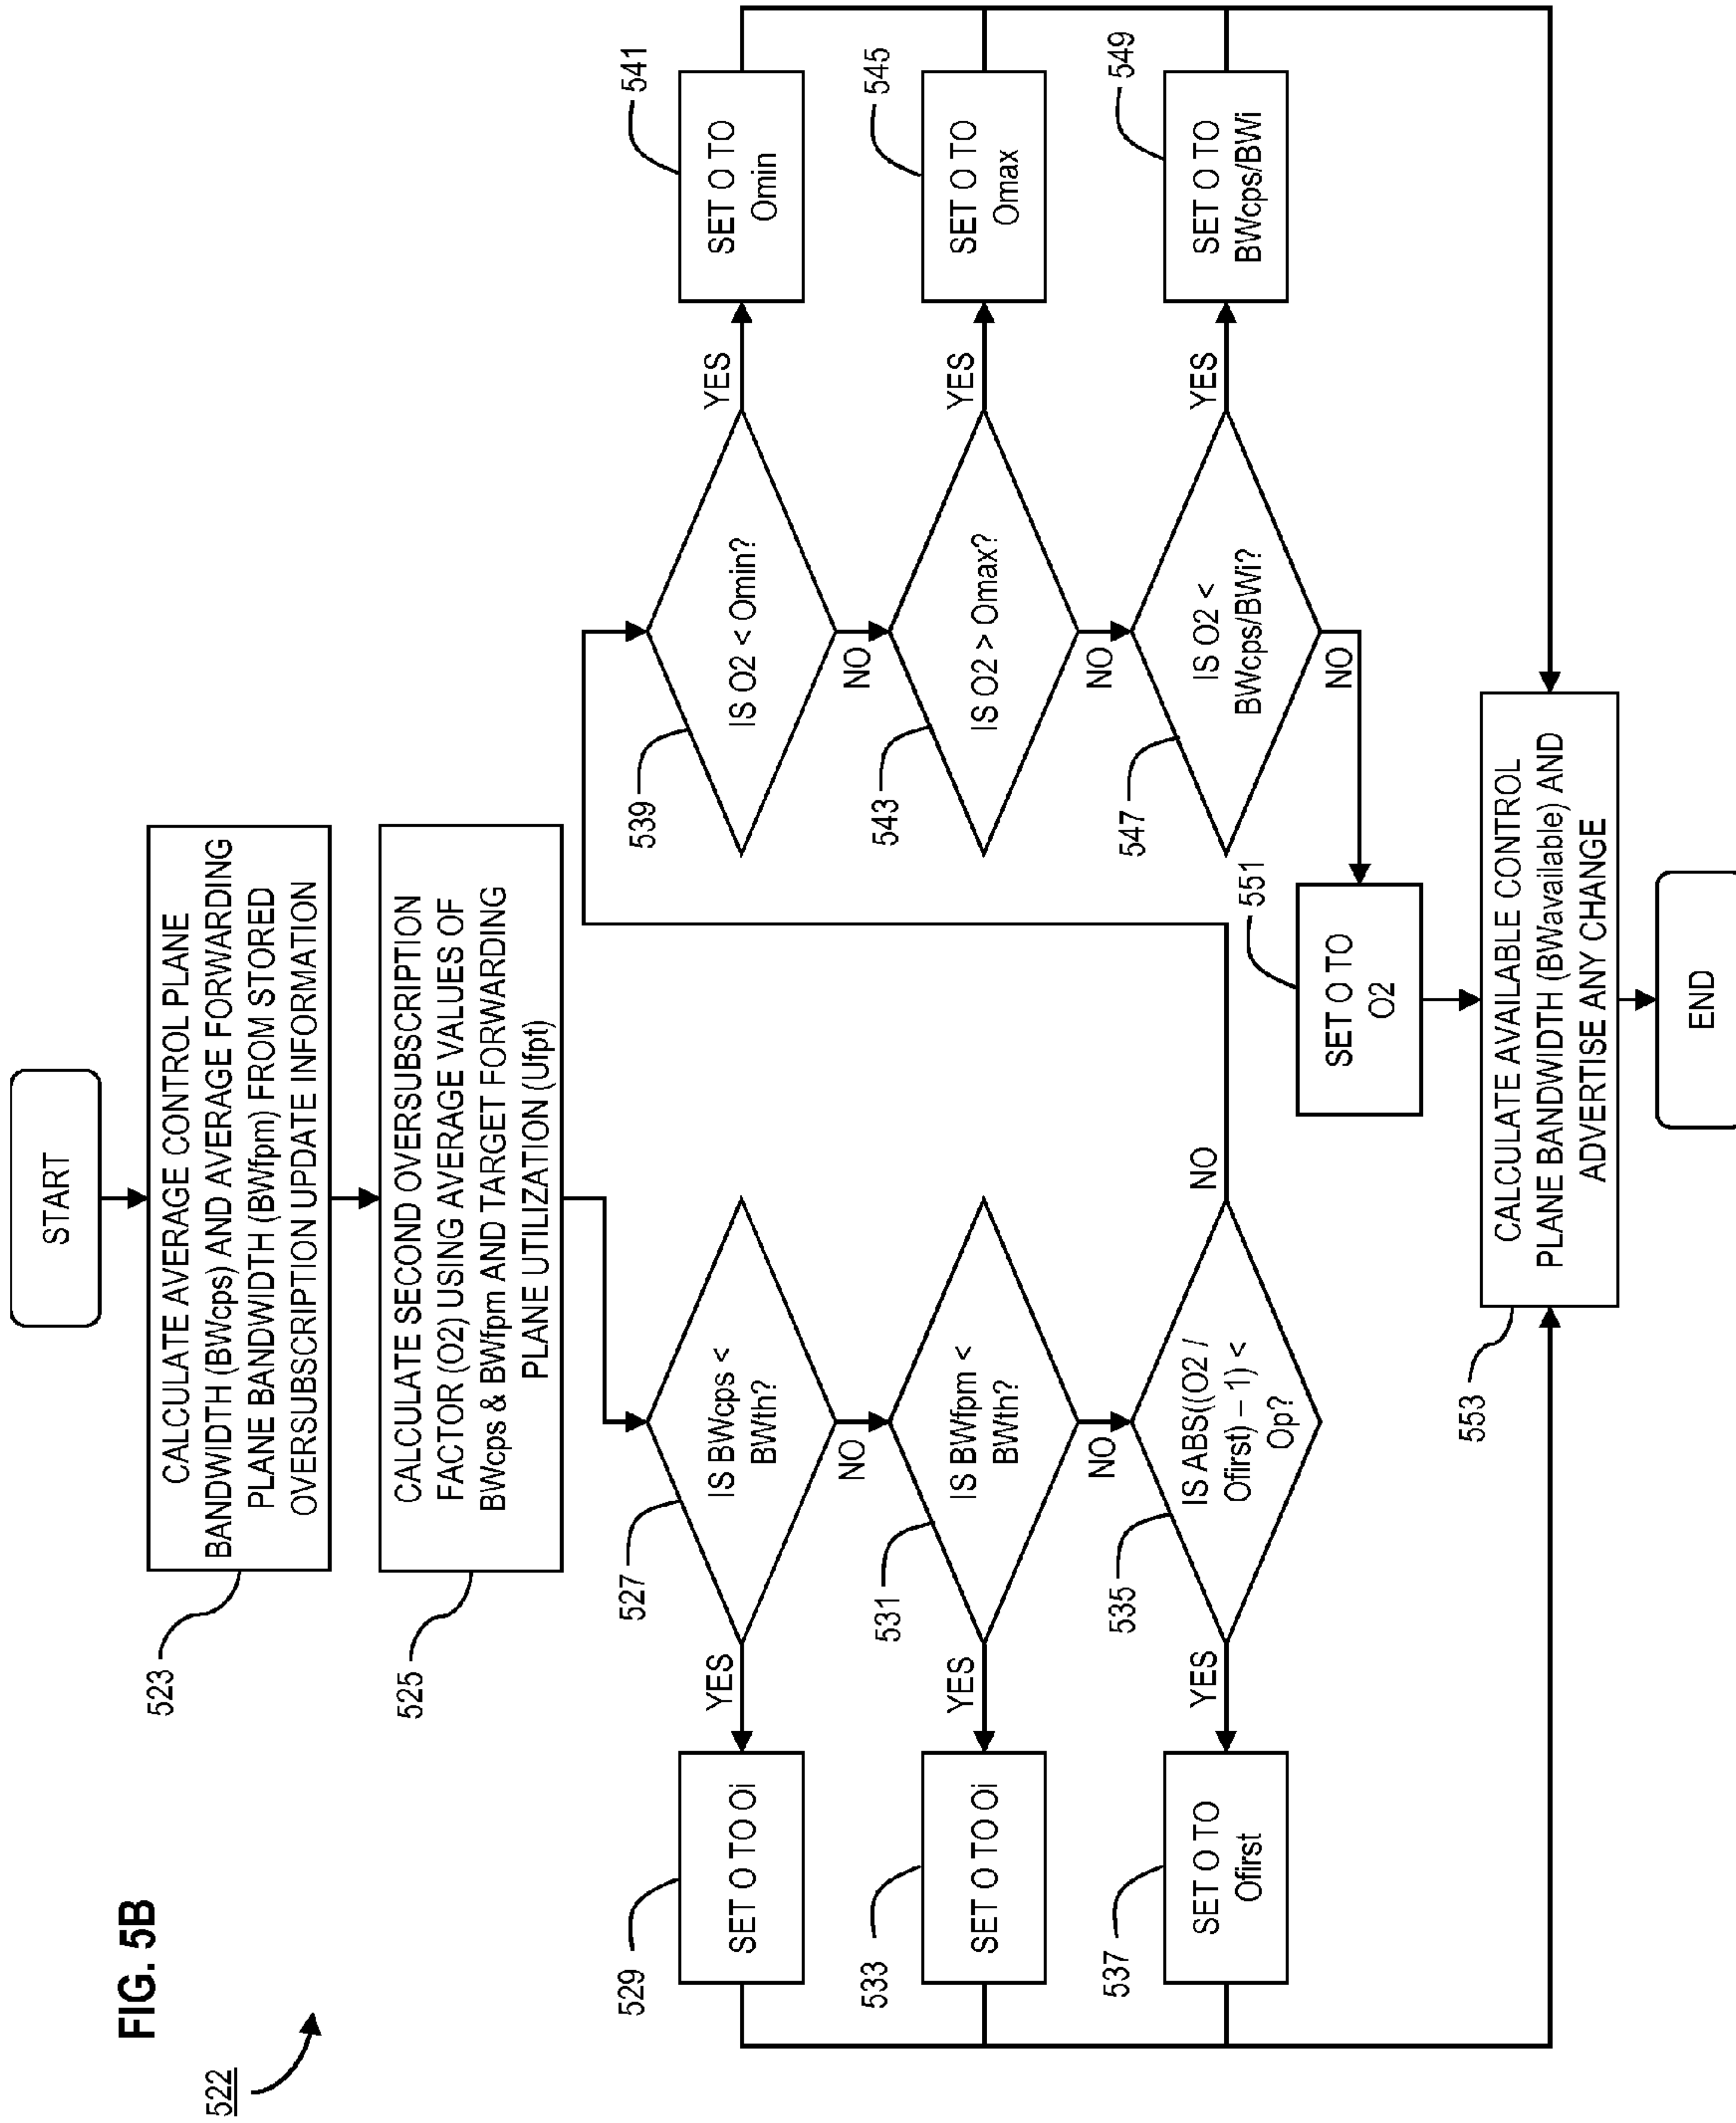 FIG. 5B
522
START
523
CALCULATE AVERAGE CONTROL PLANE
BANDWIDTH (BWcps) AND AVERAGE FORWARDING
PLANE BANDWIDTH (BWfpm) FROM STORED
OVERSUBSCRIPTION UPDATE INFORMATION
525
CALCULATE SECOND OVERSUBSCRIPTION
FACTOR (O2) USING AVERAGE VALUES OF
BWcps & BWfpm AND TARGET FORWARDING
PLANE UTILIZATION (Ufpt)
527
IS BWcps <
BWth?
YES
NO
529
SET O TO Oi
531
IS BWfpm <
BWth?
YES
NO
533
SET O TO Oi
535
IS ABS((O2 /
Ofirst) – 1) <
Op?
YES
NO
537
SET O TO
Ofirst
539
IS O2 < Omin?
YES
NO
541
SET O TO
Omin
543
IS O2 > Omax?
YES
NO
545
SET O TO
Omax
547
IS O2 <
BWcps/BWi?
YES
NO
549
SET O TO
BWcps/BWi
551
SET O TO
O2
553
CALCULATE AVAILABLE CONTROL
PLANE BANDWIDTH (BWavailable) AND
ADVERTISE ANY CHANGE
END